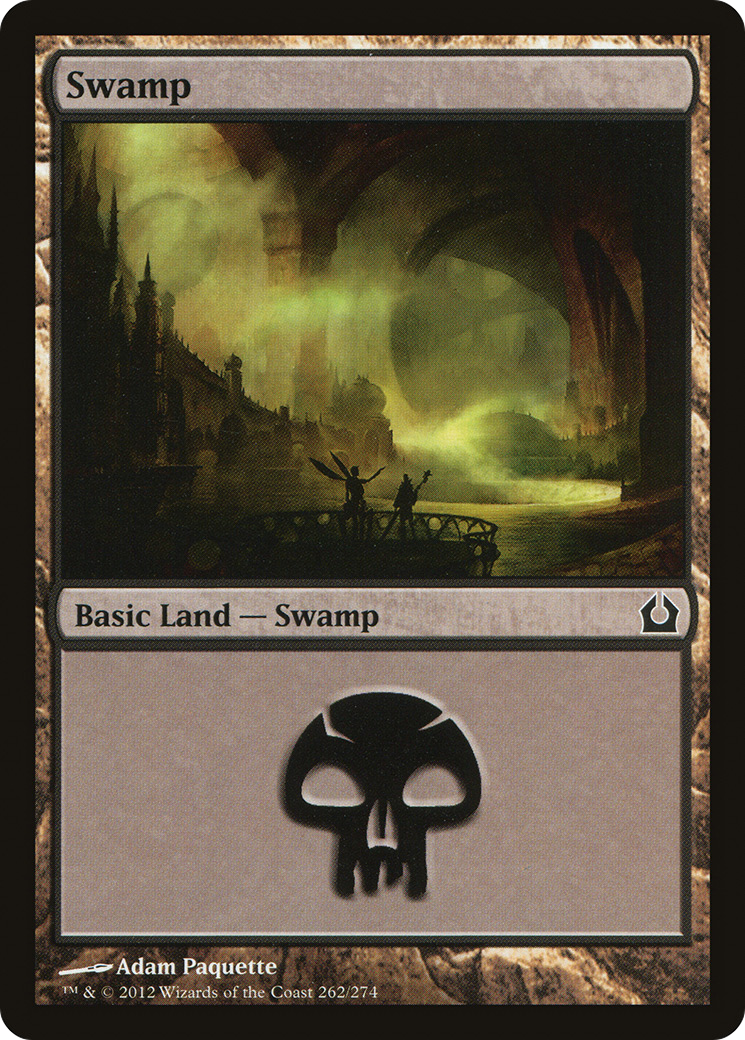 Swamp
Basic Land — Swamp
Adam Paquette
™ & © 2012 Wizards of the Coast 262/274